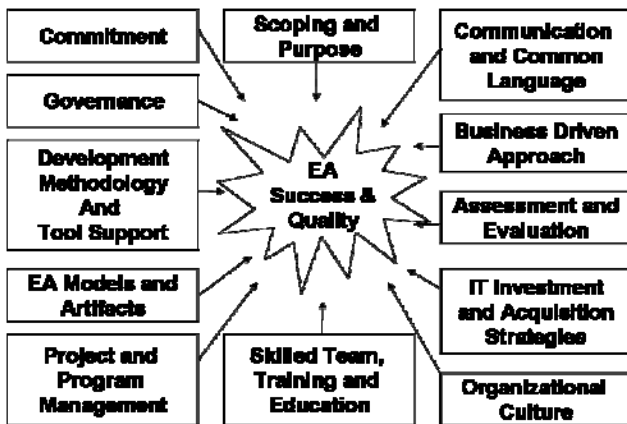 Commitment
Scoping and
Purpose
Communication
and Common
Language
Governance
Business Driven
Approach
Development
Methodology
And
Tool Support
EA
Success &
Quality
Assessment and
Evaluation
EA Models and
Artifacts
IT Investment
and Acquisition
Strategies
Project and
Program
Management
Skilled Team,
Training and
Education
Organizational
Culture